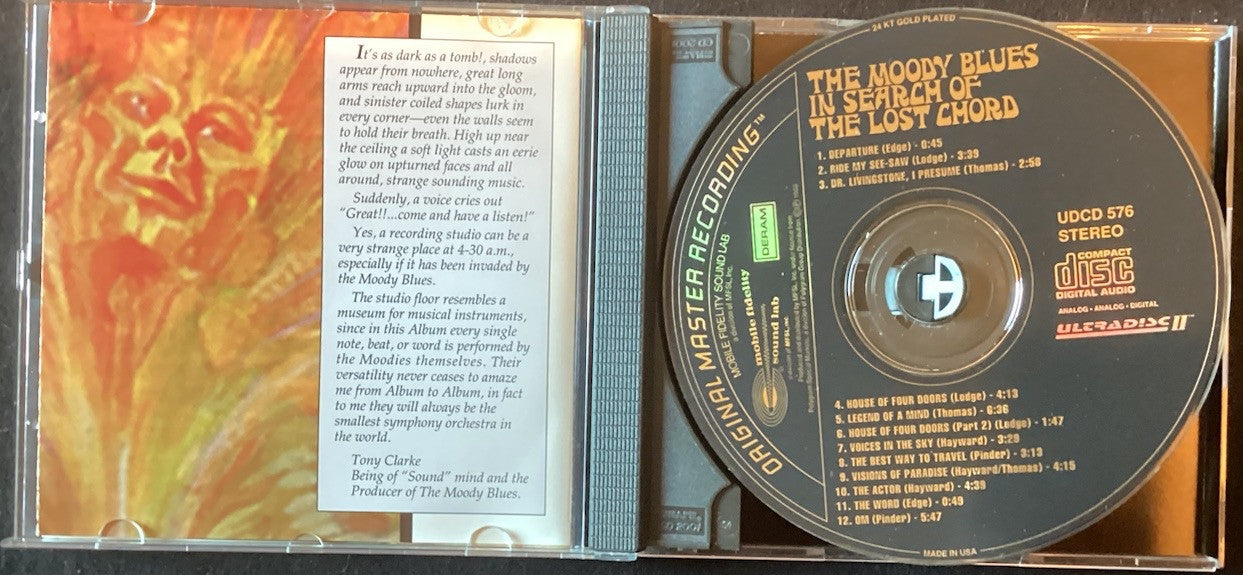 It's as dark as a tomb!, shadows
appear from nowhere, great long
arms reach upward into the gloom,
and sinister coiled shapes lurk in
every corner—even the walls seem
to hold their breath. High up near
the ceiling a soft light casts an eerie
glow on upturned faces and all
around, strange sounding music.
Suddenly, a voice cries out
"Great!!...come and have a listen!"
Yes, a recording studio can be a
very strange place at 4-30 a.m.,
especially if it has been invaded by
the Moody Blues.
The studio floor resembles a
museum for musical instruments,
since in this Album every single
note, beat, or word is performed by
the Moodies themselves. Their
versatility never ceases to amaze
me from Album to Album, in fact
to me they will always be the
smallest symphony orchestra in
the world.
Tony Clarke
Being of "Sound" mind and the
Producer of The Moody Blues.
24 KT GOLD PLATED
THE MOODY BLUES
IN SEARCH OF
THE LOST CHORD
1. DEPARTURE (Edge) - 0:45
2. RIDE MY SEE-SAW (Lodge) - 3:39
3. DR. LIVINGSTONE, I PRESUME (Thomas) - 2:58
ORIGINAL MASTER RECORDING™
MOBILE FIDELITY SOUND LAB
a division of MFSL, Inc.
mobile fidelity
sound lab
DERAM
UDCD 576
STEREO
COMPACT
disc
DIGITAL AUDIO
ANALOG • ANALOG • DIGITAL
ULTRADISC II™
4. HOUSE OF FOUR DOORS (Lodge) - 4:13
5. LEGEND OF A MIND (Thomas) - 6:36
6. HOUSE OF FOUR DOORS (Part 2) (Lodge) - 1:47
7. VOICES IN THE SKY (Hayward) - 3:29
8. THE BEST WAY TO TRAVEL (Pinder) - 3:13
9. VISIONS OF PARADISE (Hayward/Thomas) - 4:15
10. THE ACTOR (Hayward) - 4:39
11. THE WORD (Edge) - 0:49
12. OM (Pinder) - 5:47
MADE IN USA